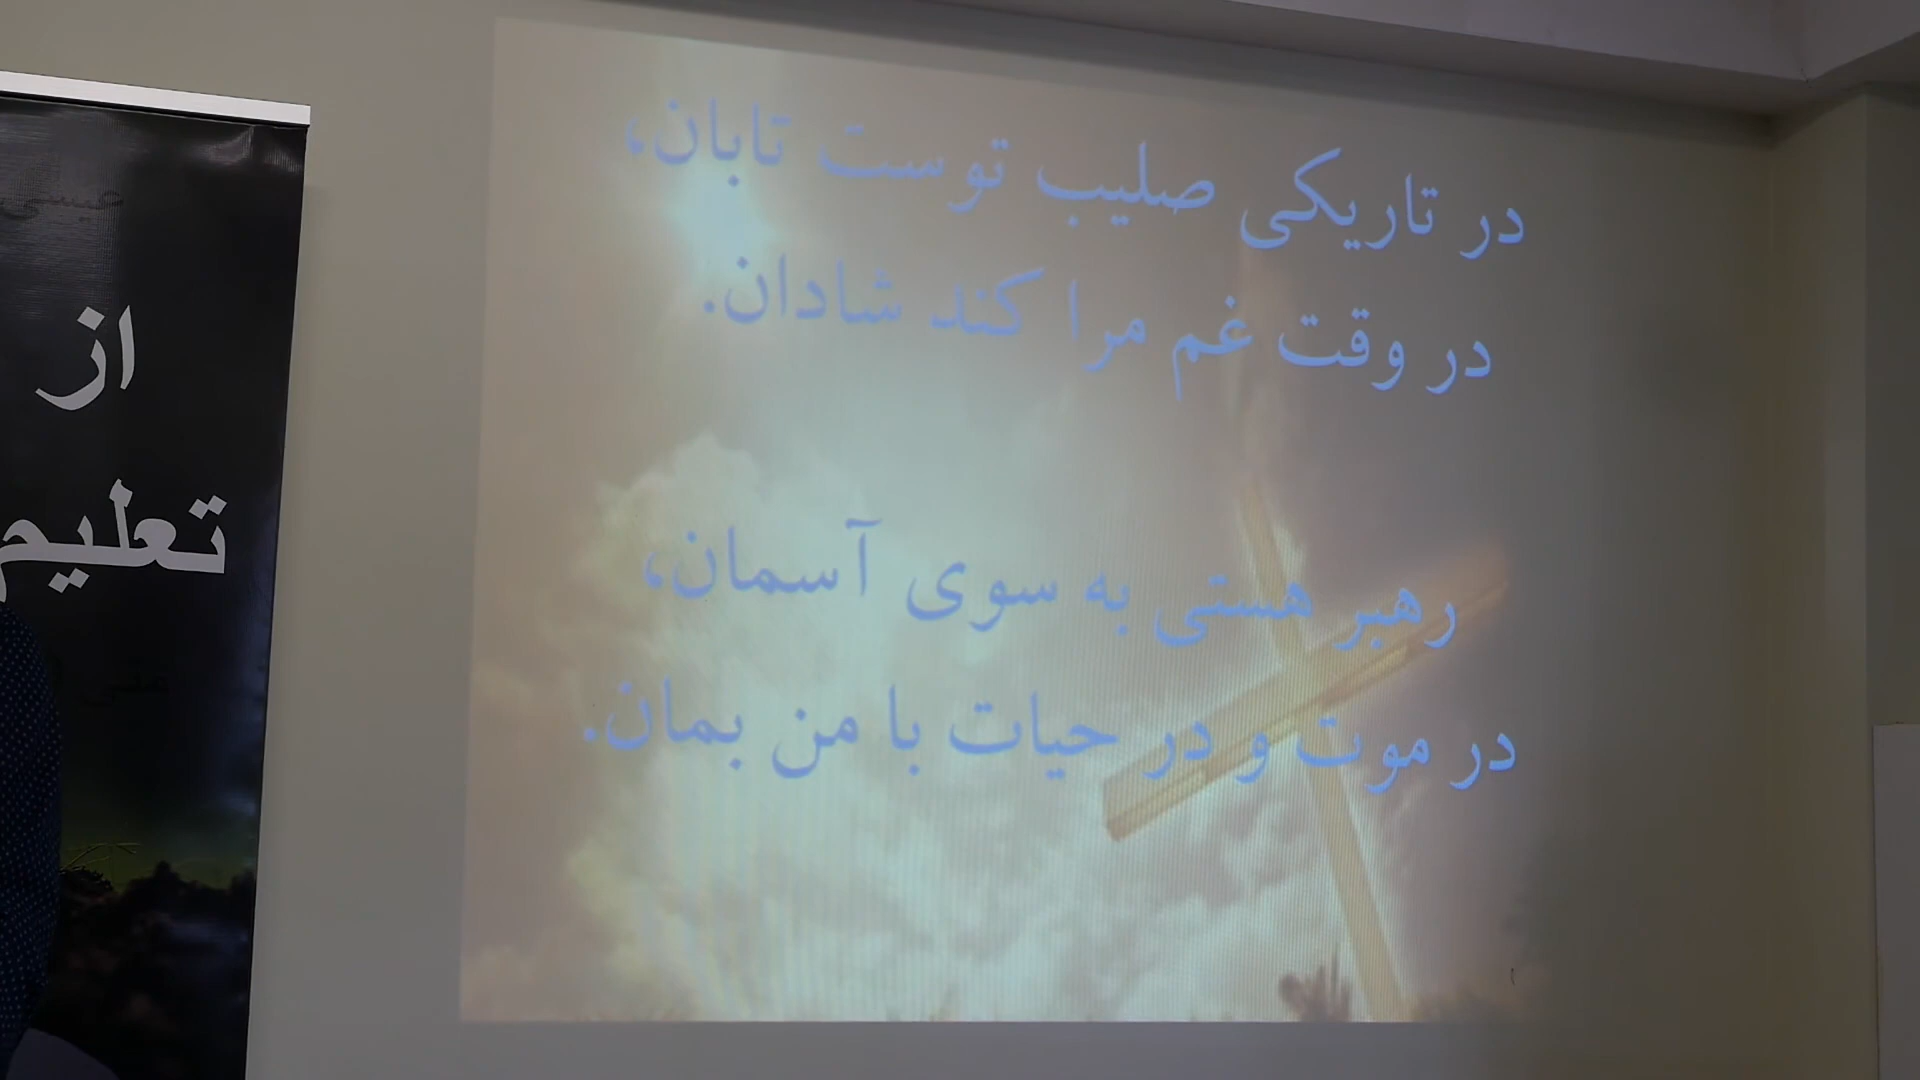 در تاریکی صلیب توست تابان،
در وقت غم مرا کند شادان.
رهبر هستی به سوی آسمان،
در موت و در حیات با من بمان.
از
تعلیم